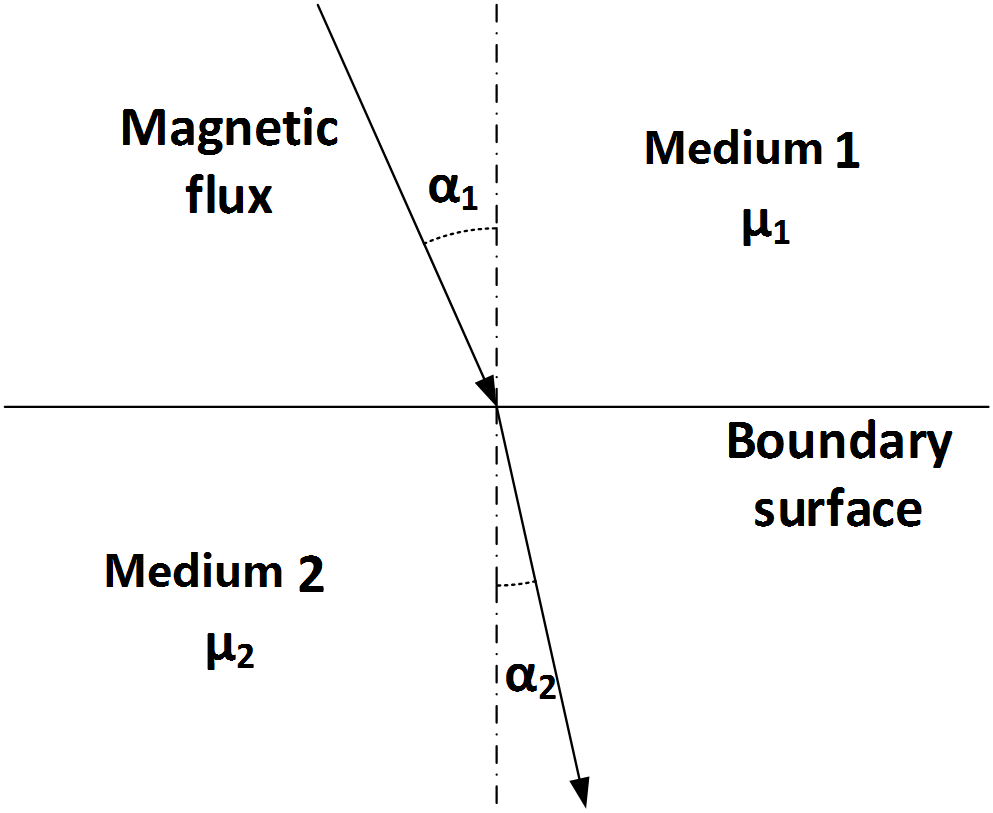 Magnetic
flux
α₁
Medium 1
μ₁
Boundary
surface
Medium 2
μ₂
α₂